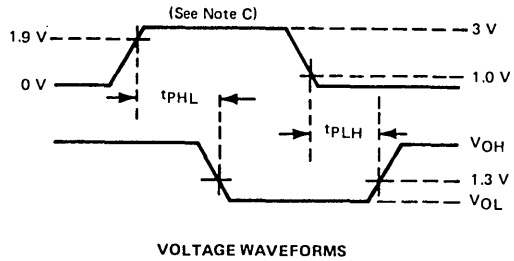 (See Note C)
1.9 V
3 V
0 V
1.0 V
tPHL
tPLH
VOH
1.3 V
VOL
VOLTAGE WAVEFORMS